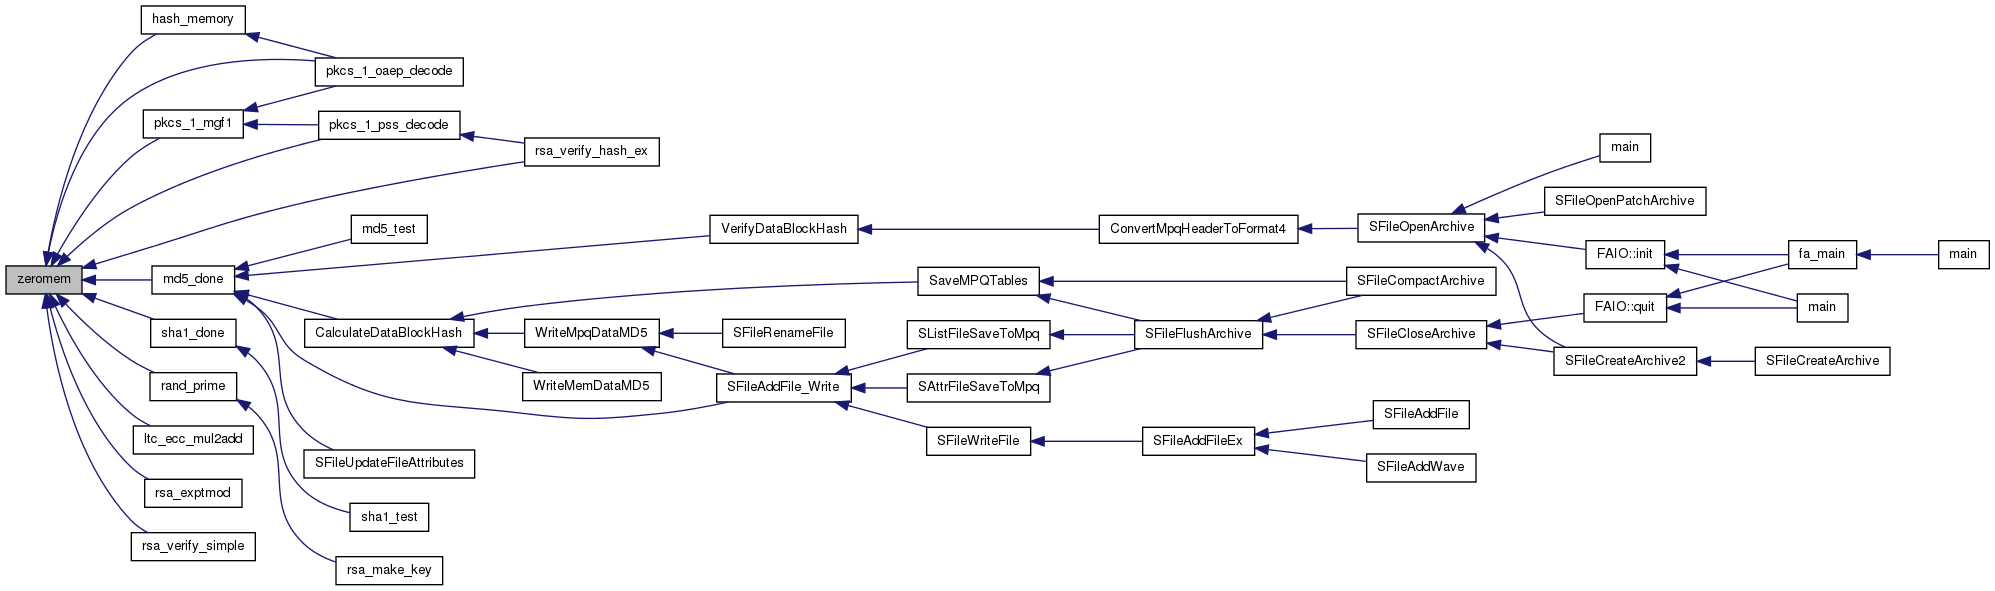 hash_memory
pkcs_1_oaep_decode
pkcs_1_mgf1
pkcs_1_pss_decode
rsa_verify_hash_ex
main
SFileOpenPatchArchive
md5_test
VerifyDataBlockHash
ConvertMpqHeaderToFormat4
SFileOpenArchive
FAIO::init
fa_main
main
zeromem
md5_done
SaveMPQTables
SFileCompactArchive
FAIO::quit
main
sha1_done
CalculateDataBlockHash
WriteMpqDataMD5
SFileRenameFile
SListFileSaveToMpq
SFileFlushArchive
SFileCloseArchive
SFileCreateArchive2
SFileCreateArchive
rand_prime
WriteMemDataMD5
SFileAddFile_Write
SAttrFileSaveToMpq
SFileAddFile
ltc_ecc_mul2add
SFileWriteFile
SFileAddFileEx
SFileUpdateFileAttributes
SFileAddWave
rsa_exptmod
sha1_test
rsa_verify_simple
rsa_make_key